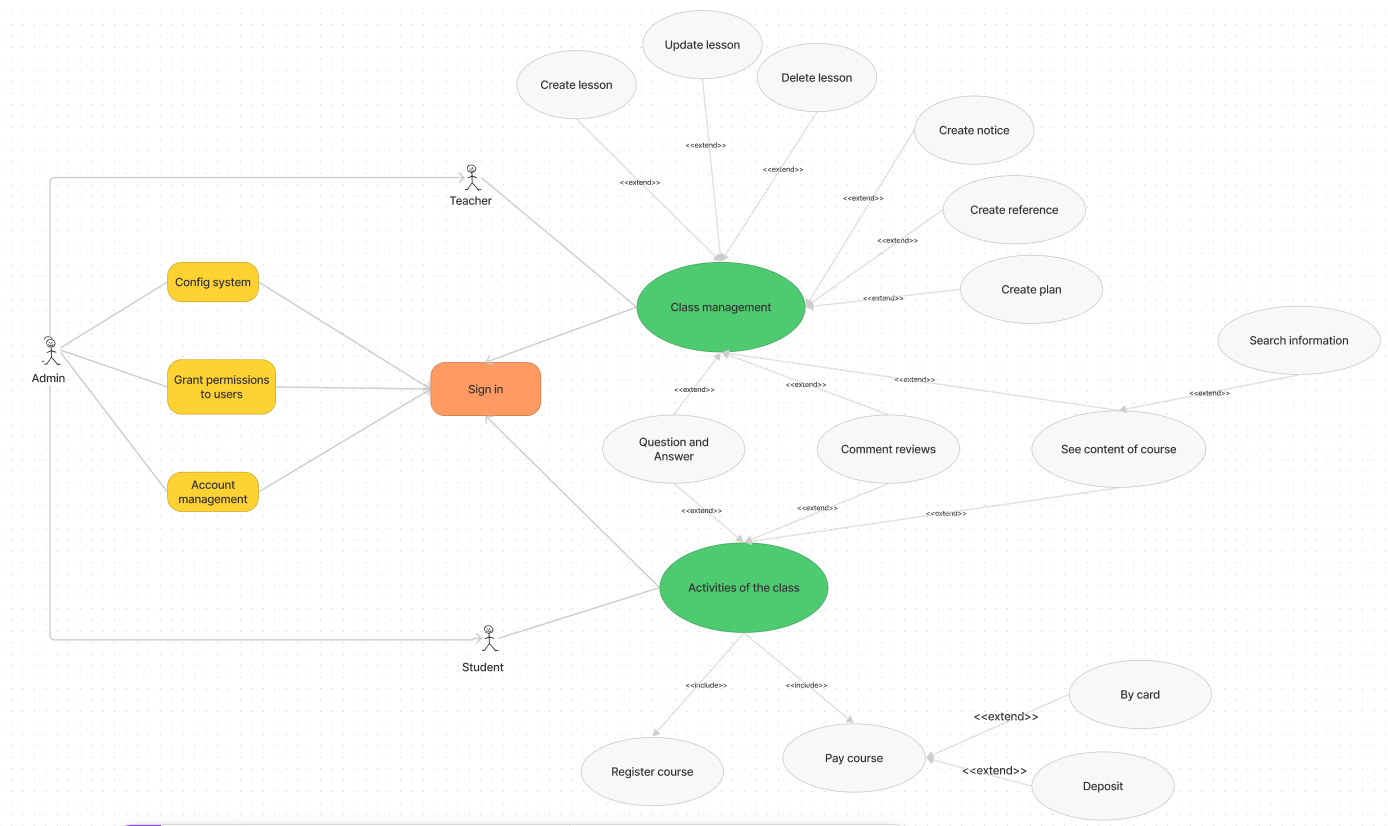 Update lesson
Create lesson
Delete lesson
Create notice
<<extend>>
<<extend>>
<<extend>>
Teacher
<<extend>>
Create reference
<<extend>>
Config system
Class management
<<extend>>
Create plan
Search information
Admin
Grant permissions
to users
Sign in
<<extend>>
<<extend>>
<<extend>>
<<extend>>
Question and
Answer
Comment reviews
See content of course
Account
management
<<extend>>
<<extend>>
<<extend>>
Activities of the class
Student
<<include>>
<<include>>
By card
<<extend>>
Register course
Pay course
<<extend>>
Deposit